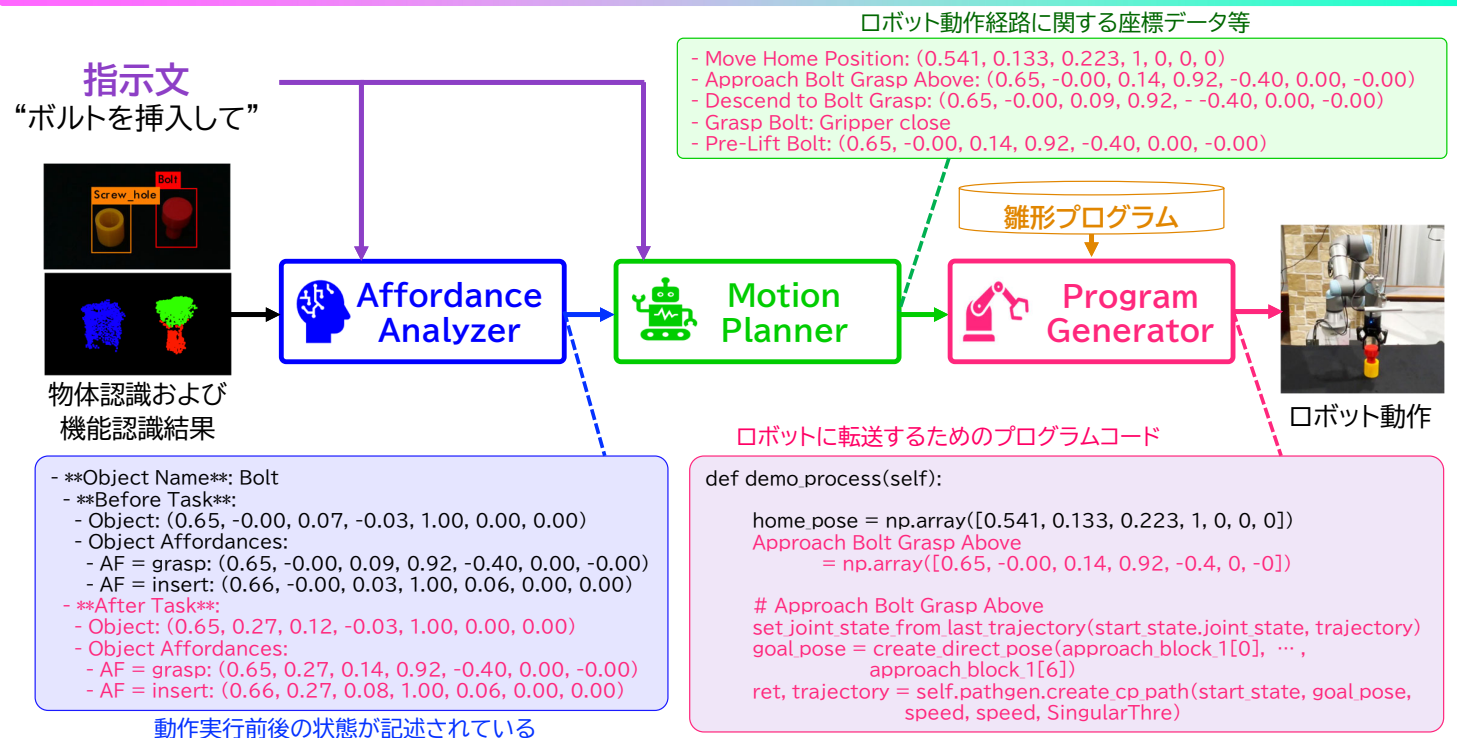 ロボット動作経路に関する座標データ等
- Move Home Position: (0.541, 0.133, 0.223, 1, 0, 0, 0)
- Approach Bolt Grasp Above: (0.65, -0.00, 0.14, 0.92, -0.40, 0.00, -0.00)
- Descend to Bolt Grasp: (0.65, -0.00, 0.09, 0.92, - -0.40, 0.00, -0.00)
- Grasp Bolt: Gripper close
- Pre-Lift Bolt: (0.65, -0.00, 0.14, 0.92, -0.40, 0.00, -0.00)
指示文
“ボルトを挿入して”
Bolt
Screw_hole
雛形プログラム
Affordance
Analyzer
Motion
Planner
Program
Generator
物体認識および
機能認識結果
ロボット動作
- **Object Name**: Bolt
- **Before Task**:
- Object: (0.65, -0.00, 0.07, -0.03, 1.00, 0.00, 0.00)
- Object Affordances:
- AF = grasp: (0.65, -0.00, 0.09, 0.92, -0.40, 0.00, -0.00)
- AF = insert: (0.66, -0.00, 0.03, 1.00, 0.06, 0.00, 0.00)
- **After Task**:
- Object: (0.65, 0.27, 0.12, -0.03, 1.00, 0.00, 0.00)
- Object Affordances:
- AF = grasp: (0.65, 0.27, 0.14, 0.92, -0.40, 0.00, -0.00)
- AF = insert: (0.66, 0.27, 0.08, 1.00, 0.06, 0.00, 0.00)
動作実行前後の状態が記述されている
ロボットに転送するためのプログラムコード
def demo_process(self):
home_pose = np.array([0.541, 0.133, 0.223, 1, 0, 0, 0])
Approach Bolt Grasp Above
= np.array([0.65, -0.00, 0.14, 0.92, -0.4, 0, -0])
# Approach Bolt Grasp Above
set_joint_state_from_last_trajectory(start_state.joint_state, trajectory)
goal_pose = create_direct_pose(approach_block_1[0], … ,
approach_block_1[6])
ret, trajectory = self.pathgen.create_cp_path(start_state, goal_pose,
speed, speed, SingularThre)